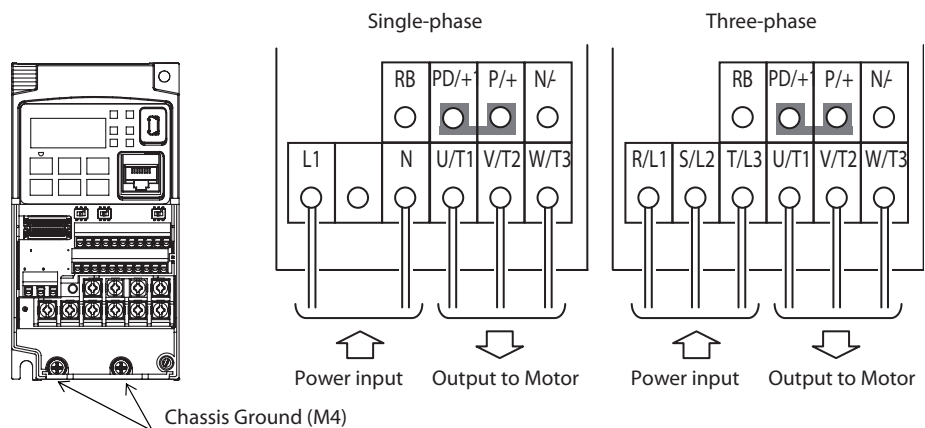 Single-phase
RB PD/+1 P/+ N/-
L1 N U/T1 V/T2 W/T3
Power input Output to Motor
Three-phase
RB PD/+1 P/+ N/-
R/L1 S/L2 T/L3 U/T1 V/T2 W/T3
Power input Output to Motor
Chassis Ground (M4)